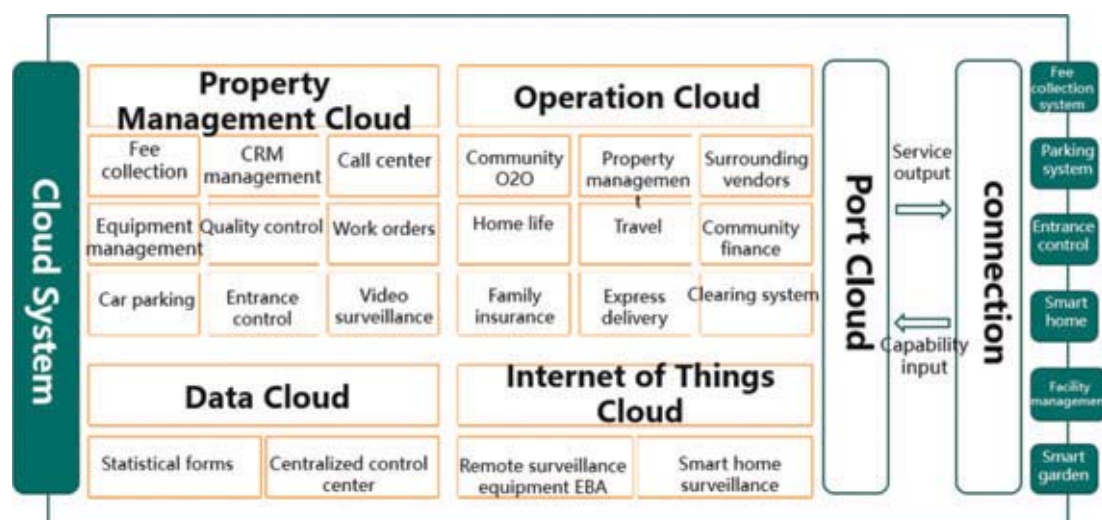 Cloud System
Property
Management Cloud
Fee
collection
CRM
management
Call center
Equipment
management
Quality control
Work orders
Car parking
Entrance
control
Video
surveillance
Operation Cloud
Community
O2O
Property
managemen
t
Surrounding
vendors
Home life
Travel
Community
finance
Family
insurance
Express
delivery
Clearing system
Data Cloud
Statistical forms
Centralized control
center
Internet of Things
Cloud
Remote surveillance
equipment EBA
Smart home
surveillance
Port Cloud
Service
output
Capability
input
connection
Fee
collection
system
Parking
system
Entrance
control
Smart
home
Facility
management
Smart
garden